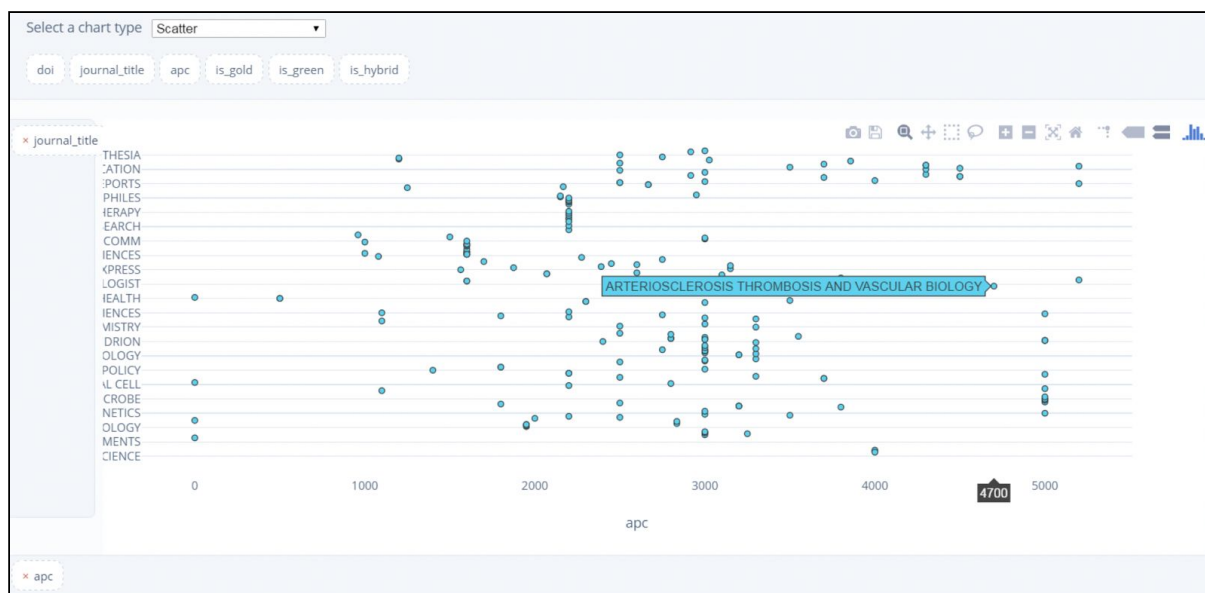 Select a chart type Scatter
doi journal_title apc is_gold is_green is_hybrid
× journal_title
THESIA
CATION
EPORTS
PHILES
HERAPY
EARCH
COMM
IENCES
XPRESS
LOGIST
ARTERIOSCLEROSIS THROMBOSIS AND VASCULAR BIOLOGY
HEALTH
IENCES
MISTRY
DRION
OLOGY
POLICY
AL CELL
CROBE
NETICS
OLOGY
MENTS
CIENCE
0 1000 2000 3000 4000 4700 5000
apc
× apc